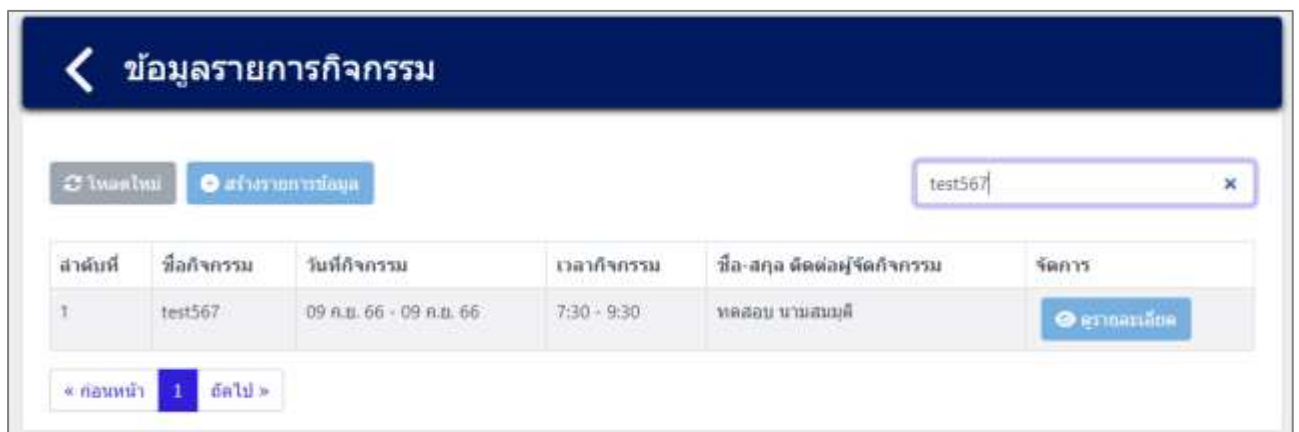 ข้อมูลรายการกิจกรรม
โหลดใหม่ สร้างรายการข้อมูล test567
ลำดับที่ ชื่อกิจกรรม วันที่กิจกรรม เวลากิจกรรม ชื่อ-สกุล ติดต่อผู้จัดกิจกรรม จัดการ
1 test567 09 ก.ย. 66 - 09 ก.ย. 66 7:30 - 9:30 ทดสอบ นามสมมุติ ดูรายละเอียด
« ก่อนหน้า 1 ถัดไป »